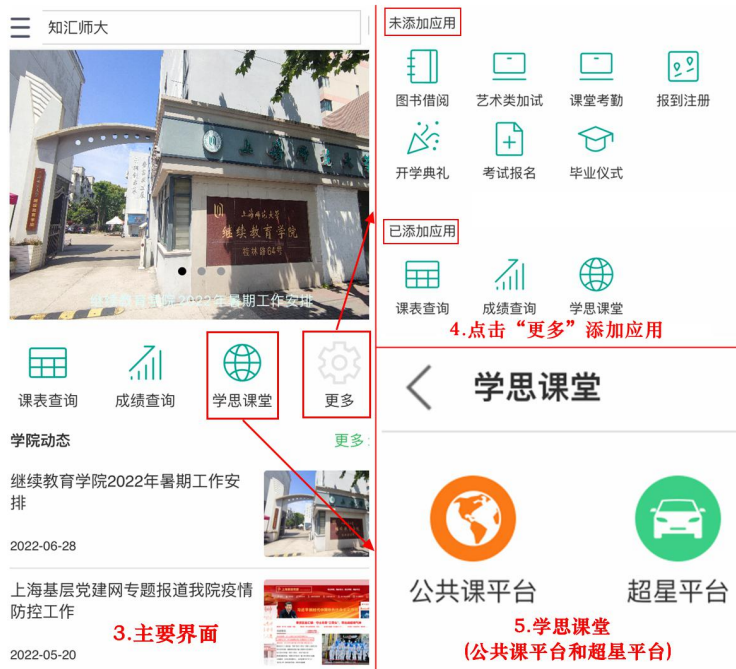 知汇师大
上海师范大学
继续教育学院
桂林路64号
继续教育学院2022年暑期工作安排
课表查询
成绩查询
学思课堂
更多
学院动态
更多
继续教育学院2022年暑期工作安
排
2022-06-28
上海基层党建网专题报道我院疫情
防控工作
2022-05-20
3.主要界面
未添加应用
图书借阅
艺术类加试
课堂考勤
报到注册
开学典礼
考试报名
毕业仪式
已添加应用
课表查询
成绩查询
学思课堂
4.点击“更多”添加应用
学思课堂
公共课平台
超星平台
5.学思课堂
(公共课平台和超星平台)